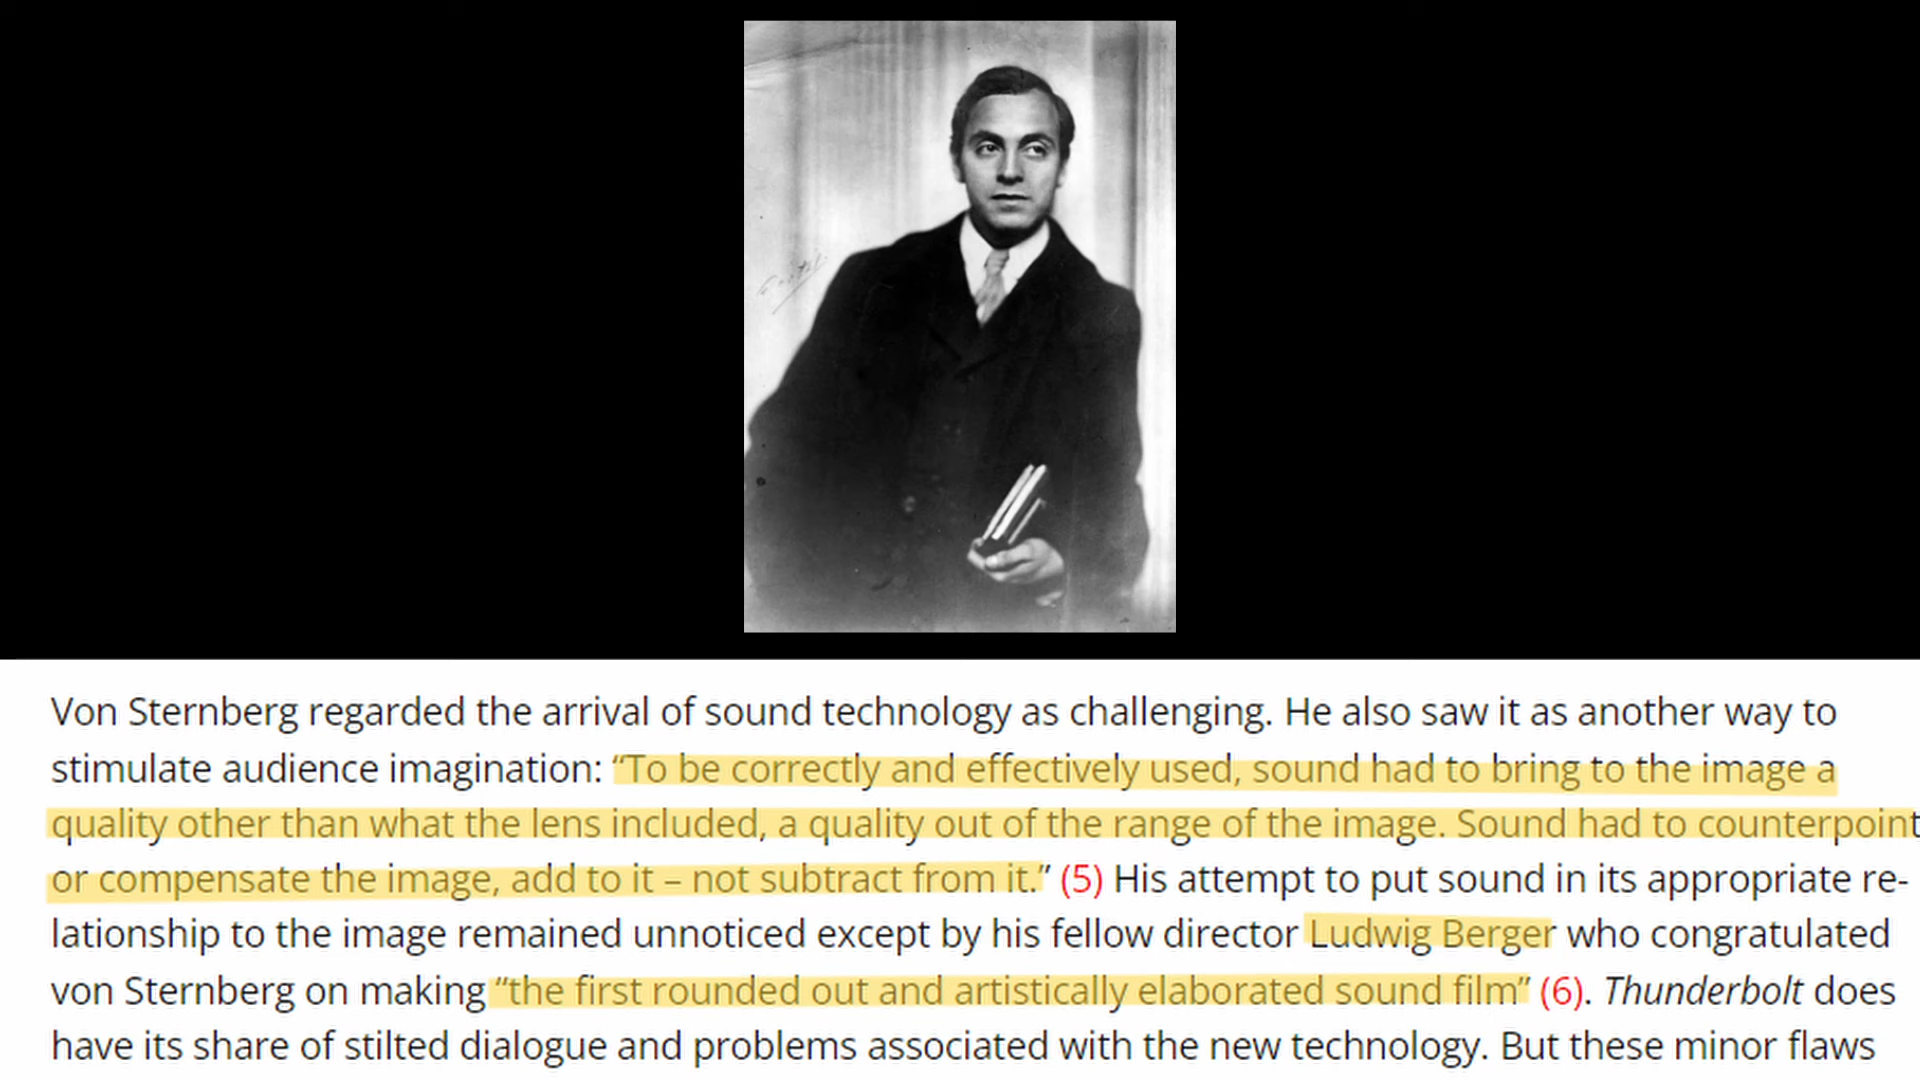 Von Sternberg regarded the arrival of sound technology as challenging. He also saw it as another way to
stimulate audience imagination: “To be correctly and effectively used, sound had to bring to the image a
quality other than what the lens included, a quality out of the range of the image. Sound had to counterpoint
or compensate the image, add to it – not subtract from it.” (5) His attempt to put sound in its appropriate re-
lationship to the image remained unnoticed except by his fellow director Ludwig Berger who congratulated
von Sternberg on making “the first rounded out and artistically elaborated sound film” (6). Thunderbolt does
have its share of stilted dialogue and problems associated with the new technology. But these minor flaws